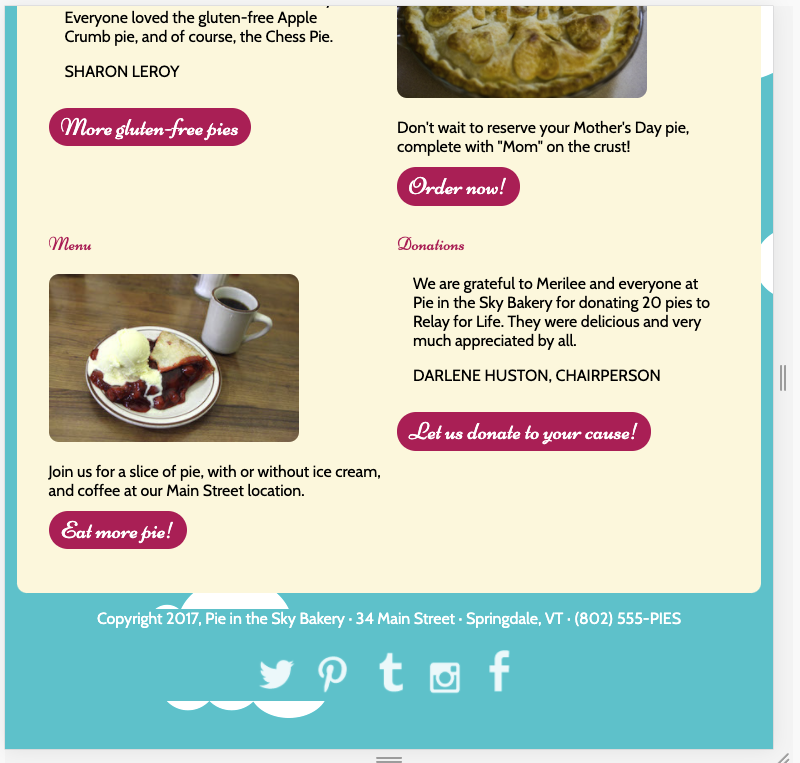 Everyone loved the gluten-free Apple
Crumb pie, and of course, the Chess Pie.
SHARON LEROY
More gluten-free pies
Don't wait to reserve your Mother's Day pie,
complete with "Mom" on the crust!
Order now!
Menu
Join us for a slice of pie, with or without ice cream,
and coffee at our Main Street location.
Eat more pie!
Donations
We are grateful to Merilee and everyone at
Pie in the Sky Bakery for donating 20 pies to
Relay for Life. They were delicious and very
much appreciated by all.
DARLENE HUSTON, CHAIRPERSON
Let us donate to your cause!
Copyright 2017, Pie in the Sky Bakery · 34 Main Street · Springdale, VT · (802) 555-PIES